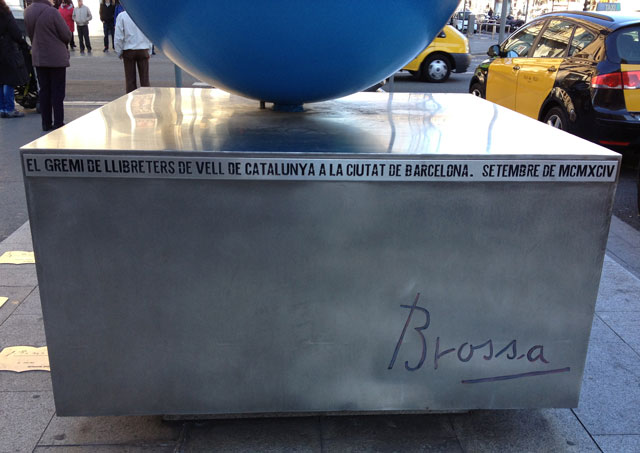 EL GREMI DE LLIBRETERS DE VELL DE CATALUNYA A LA CIUTAT DE BARCELONA. SETEMBRE DE MCMXCIV
Brossa